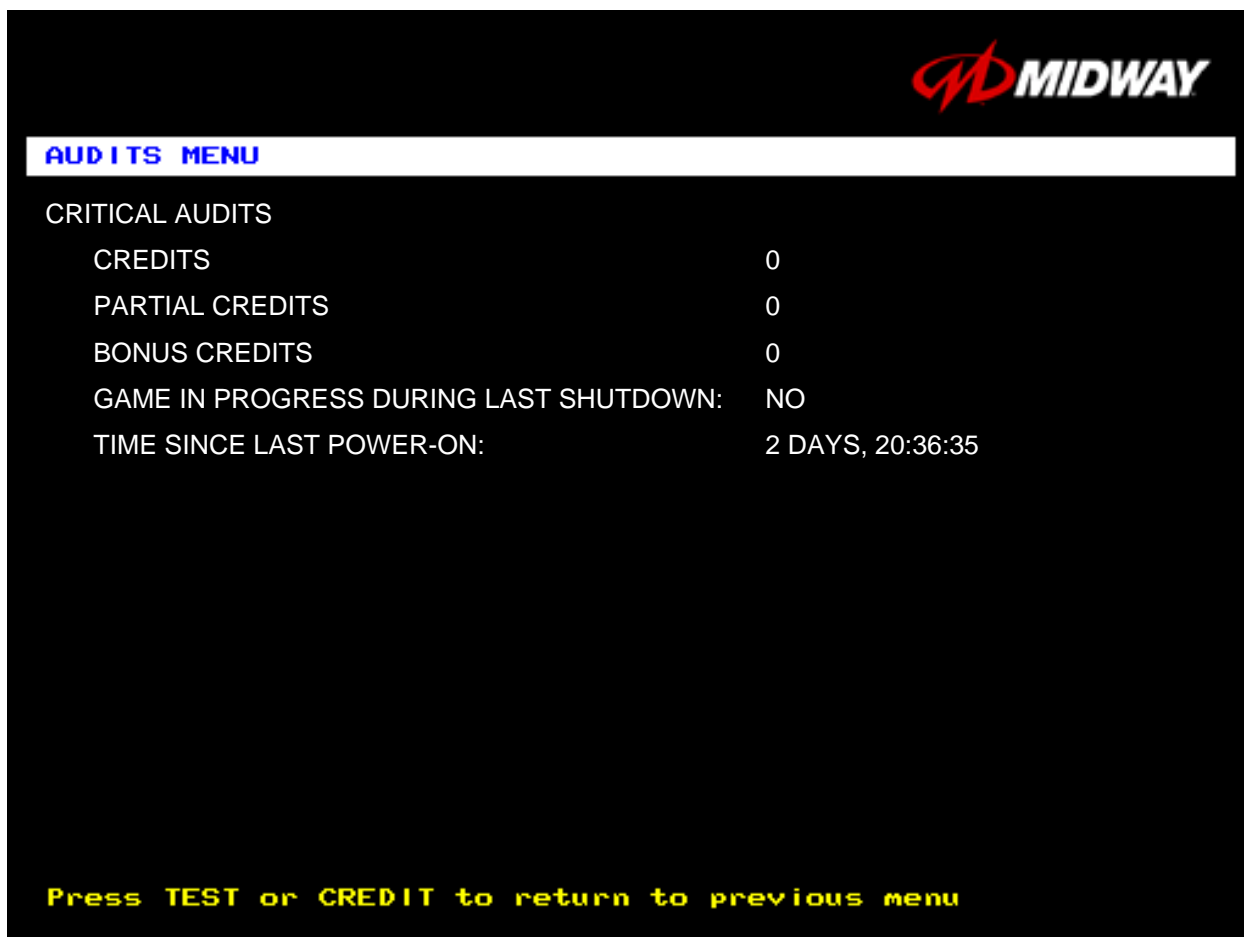 MIDWAY
AUDITS MENU
CRITICAL AUDITS
CREDITS 0
PARTIAL CREDITS 0
BONUS CREDITS 0
GAME IN PROGRESS DURING LAST SHUTDOWN: NO
TIME SINCE LAST POWER-ON: 2 DAYS, 20:36:35
Press TEST or CREDIT to return to previous menu